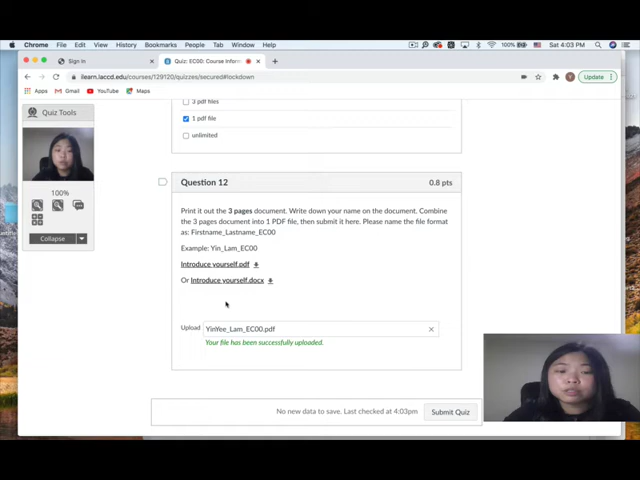 Chrome File Edit View History Bookmarks People Tab Window Help 100% Sat 4:03 PM
Sign in Quiz: EC00: Course Inform
ilearn.laccd.edu/courses/129120/quizzes/secured#lockdown Update
Apps Gmail YouTube Maps
Quiz Tools
100%
Collapse
3 pdf files
1 pdf file
unlimited
Question 12 0.8 pts
Print it out the 3 pages document. Write down your name on the document. Combine
the 3 pages document into 1 PDF file, then submit it here. Please name the file format
as: Firstname_Lastname_EC00
Example: Yin_Lam_EC00
Introduce yourself.pdf
Or Introduce yourself.docx
Upload YinYee_Lam_EC00.pdf
Your file has been successfully uploaded.
No new data to save. Last checked at 4:03pm Submit Quiz